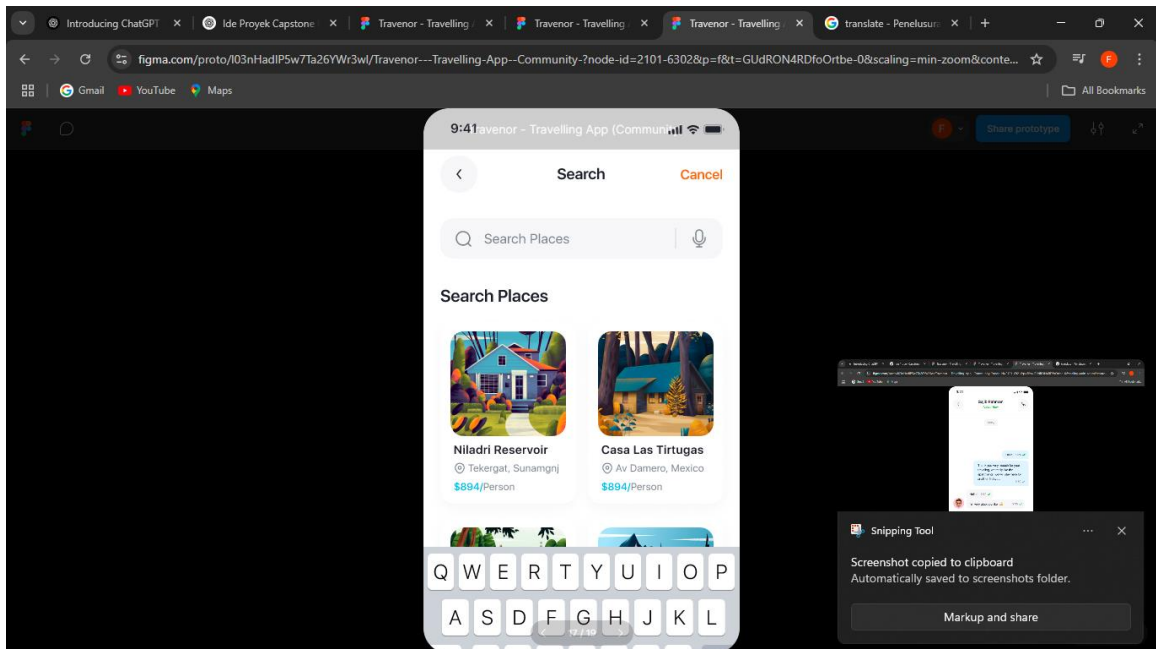 Introducing ChatGPT
Ide Proyek Capstone
Travenor - Travelling
Travenor - Travelling
Travenor - Travelling
translate - Penelusura
figma.com/proto/l03nHadIP5w7Ta26YWr3wl/Travenor---Travelling-App--Community-?node-id=2101-6302&p=f&t=GUdRON4RDfoOrtbe-0&scaling=min-zoom&conte...
F
Gmail
YouTube
Maps
All Bookmarks
9:41
Travenor - Travelling App (Communi
F
Share prototype
Search
Cancel
Search Places
Search Places
Niladri Reservoir
Casa Las Tirtugas
Tekergat, Sunamgnj
Av Damero, Mexico
$894/Person
$894/Person
Q W E R T Y U I O P
A S D F G H J K L
17 / 19
Snipping Tool
Screenshot copied to clipboard
Automatically saved to screenshots folder.
Markup and share